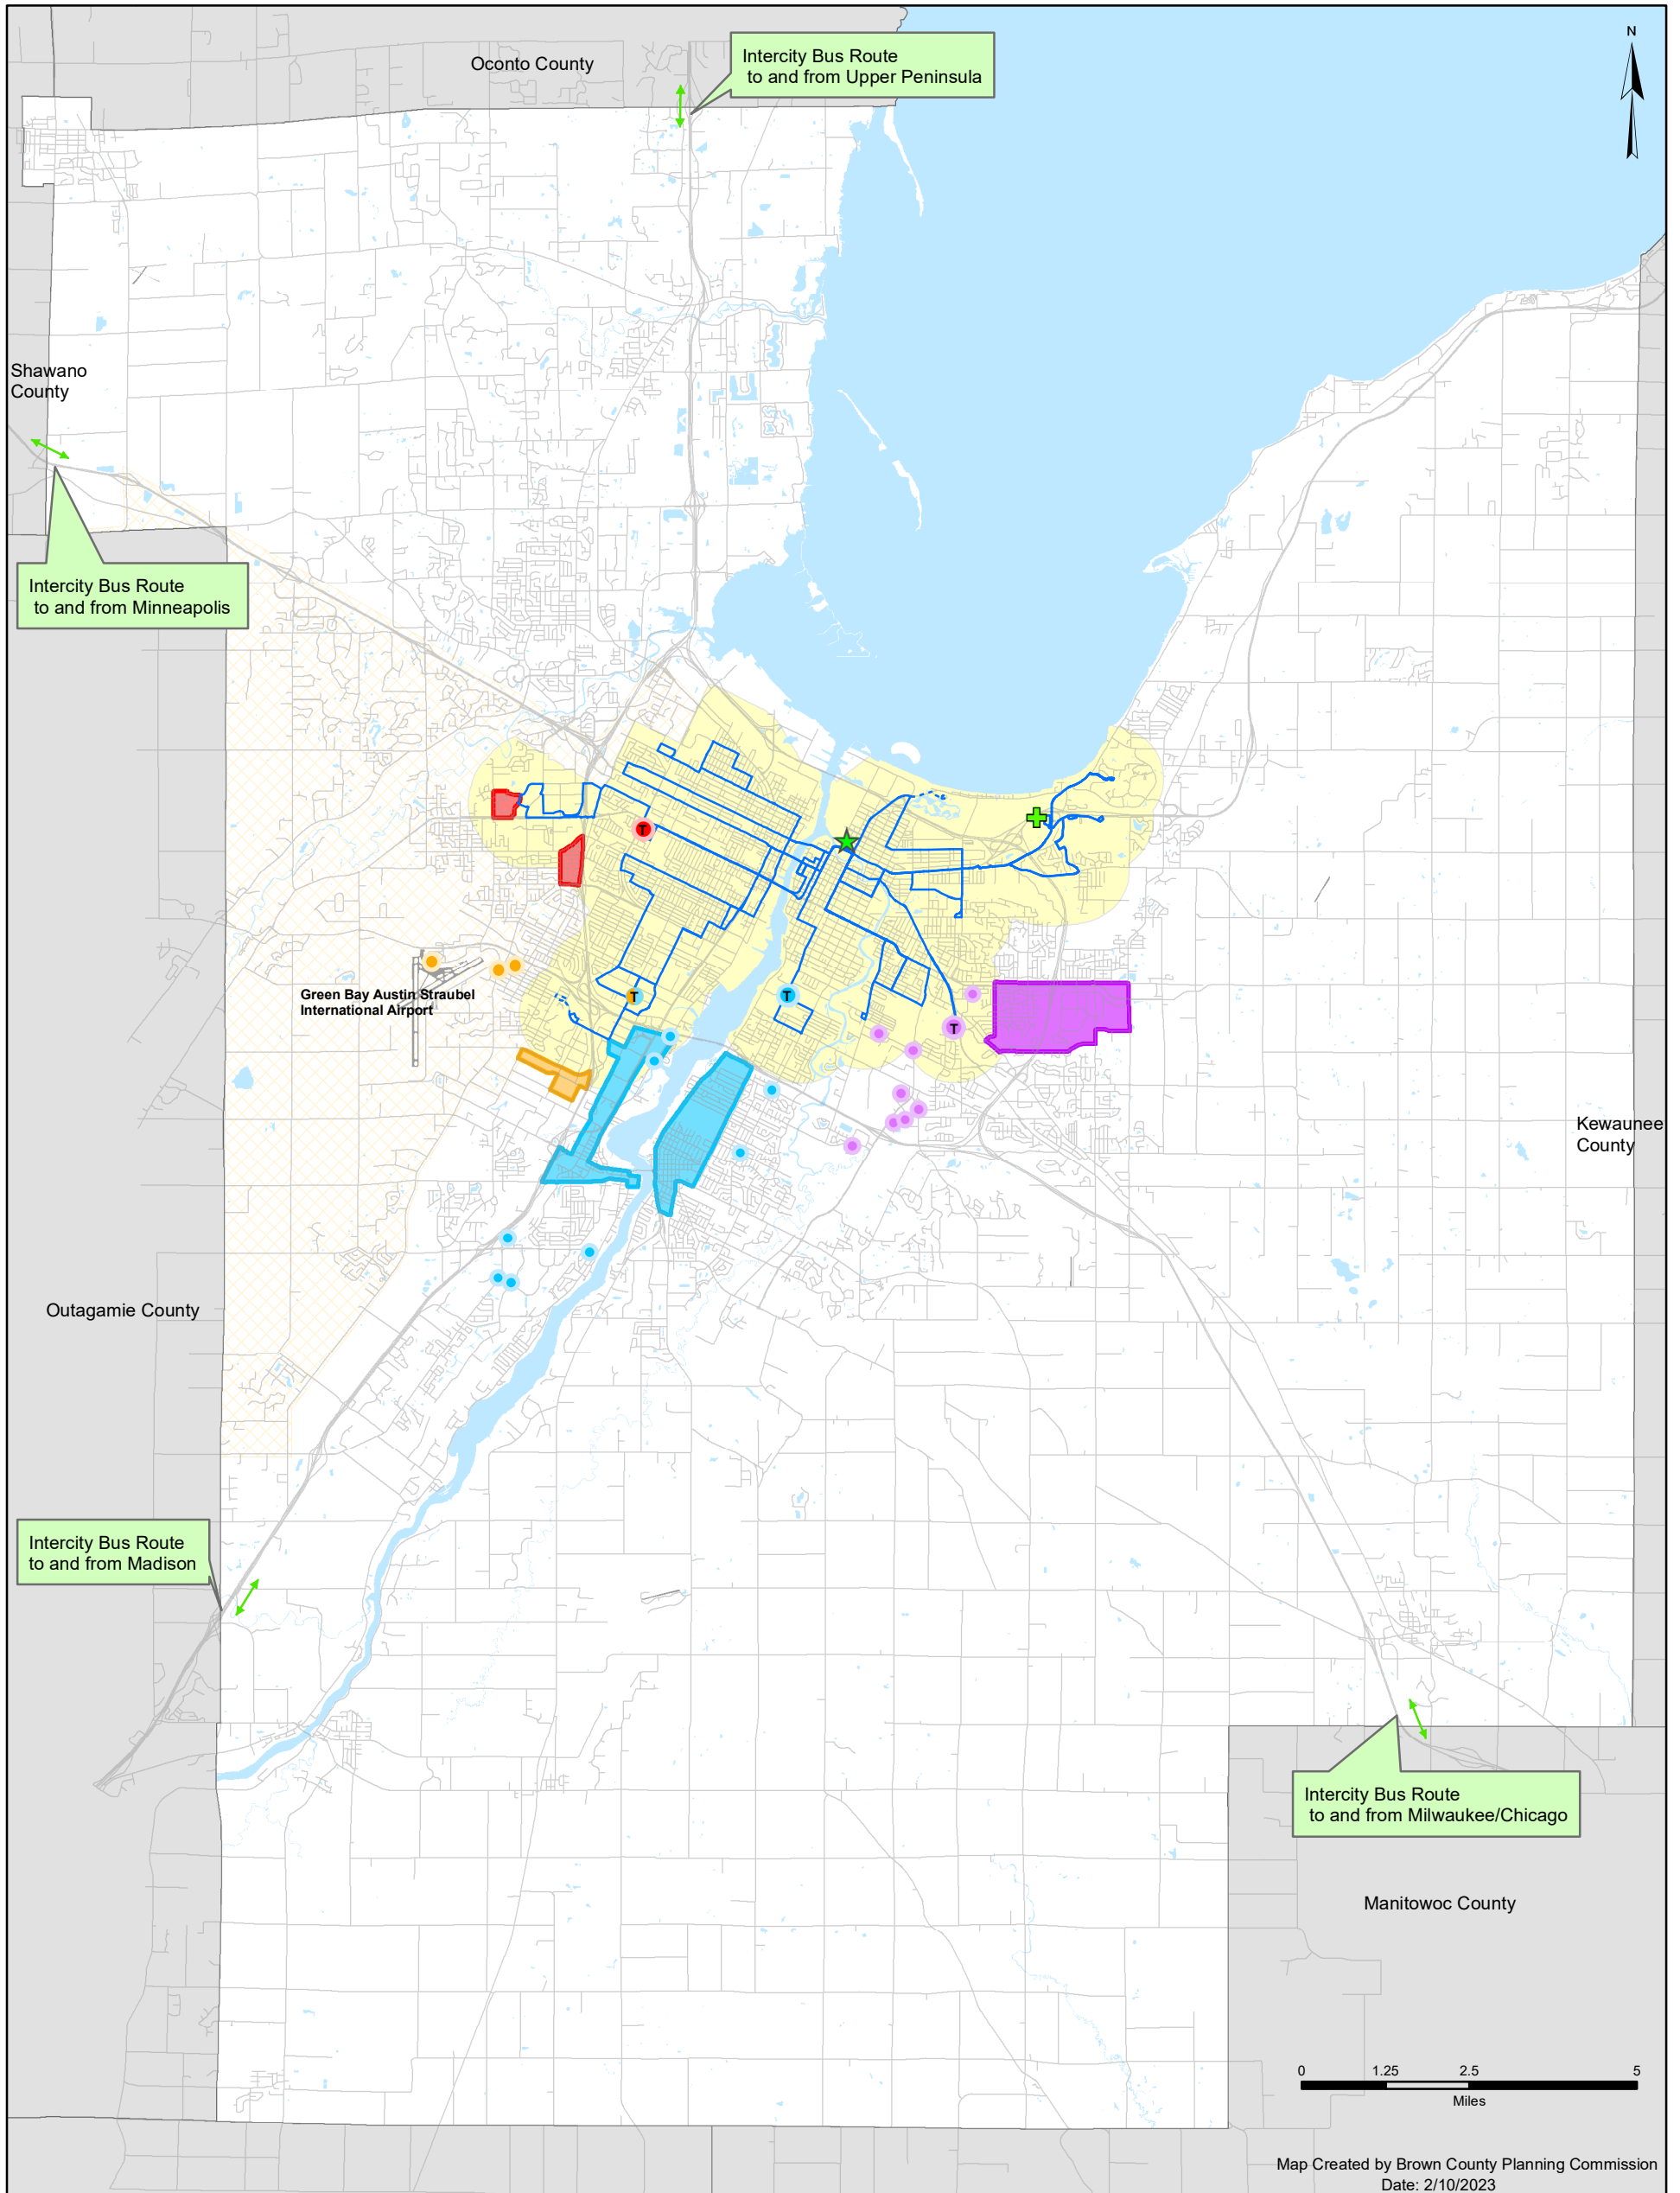 N
Oconto County
Intercity Bus Route
to and from Upper Peninsula
Shawano
County
Intercity Bus Route
to and from Minneapolis
T
T
T
Green Bay Austin Straubel
International Airport
T
Kewaunee
County
Outagamie County
Intercity Bus Route
to and from Madison
Intercity Bus Route
to and from Milwaukee/Chicago
Manitowoc County
0 1.25 2.5 5
Miles
Map Created by Brown County Planning Commission
Date: 2/10/2023